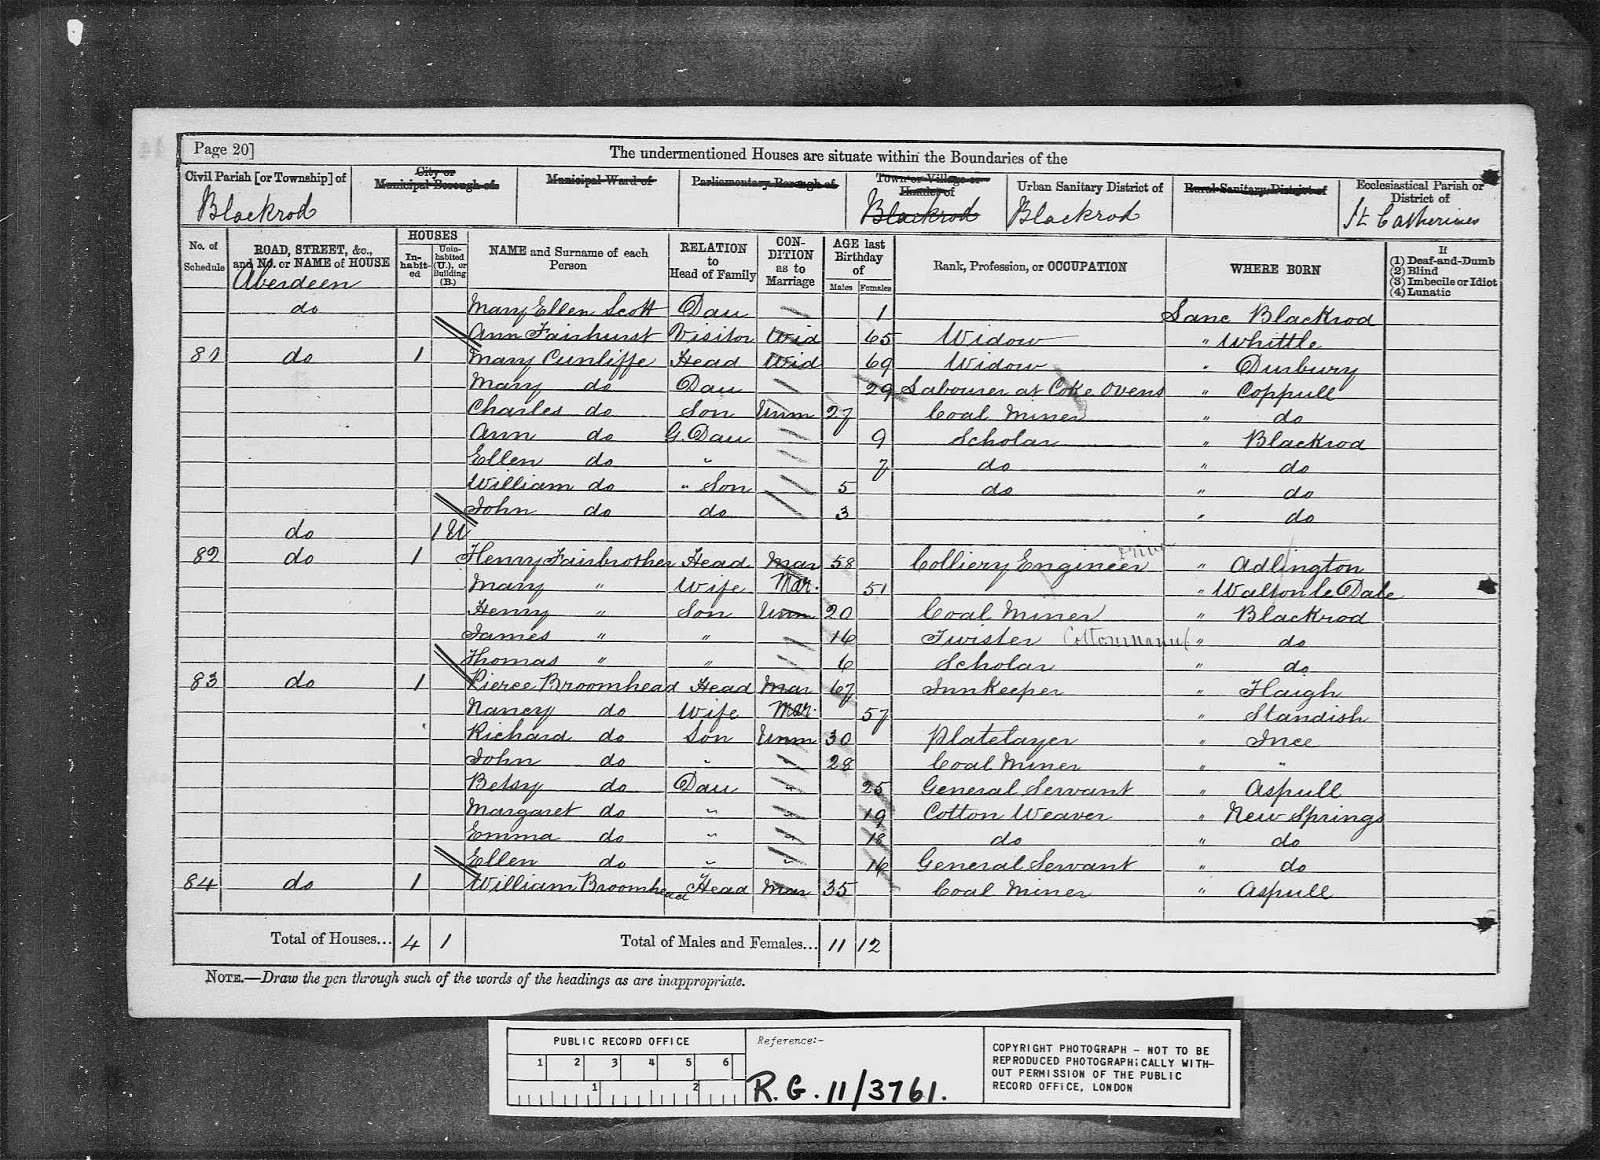 Page 20]
The undermentioned Houses are situate within the Boundaries of the
Civil Parish [or Township] of City or Municipal Borough of Municipal Ward of Parliamentary Borough of Town or Village or Hamlet of Urban Sanitary District of Rural Sanitary District of Ecclesiastical Parish or District of
Blackrod Blackrod Blackrod St Catherines
No. of Schedule ROAD, STREET, &c., and No. or NAME of HOUSE HOUSES Inhabited Uninhabited (U.), or Building (B.) NAME and Surname of each Person RELATION to Head of Family CONDITION as to Marriage AGE last Birthday of Males Females Rank, Profession, or OCCUPATION WHERE BORN If (1) Deaf-and-Dumb (2) Blind (3) Imbecile or Idiot (4) Lunatic
Aberdeen
do Mary Ellen Scott Dau 1 Lanc Blackrod
Ann Fairhurst Visitor Wid 65 Widow " Whittle
81 do 1 Mary Cunliffe Head Wid 69 Widow " Duxbury
Mary do Dau 29 Labourer at Coke Ovens " Coppull
Charles do Son Unm 27 Coal Miner " do
Ann do G. Dau 9 Scholar " Blackrod
Ellen do " 7 do " do
William do " Son 5 do " do
John do do 3 do
do 1 U
82 do 1 Henry Fairbrother Head Mar 58 Colliery Engineer " Adlington
Mary " Wife Mar. 51 " Walton le Dale
Henry " Son Unm 20 Coal Miner " Blackrod
James " " 16 Twister Cotton Manuf " do
Thomas " " 6 Scholar " do
83 do 1 Pierce Broomhead Head Mar 67 Innkeeper " Haigh
Nancy do Wife Mar. 57 " Standish
Richard do Son Unm 30 Platelayer " Ince
John do " " 28 Coal Miner " "
Betsy do Dau " 25 General Servant " Aspull
Margaret do " " 19 Cotton Weaver " New Springs
Emma do " " 18 do " do
Ellen do " " 16 General Servant " do
84 do 1 William Broomhead Head Mar 35 Coal Miner " Aspull
Total of Houses... 4 1 Total of Males and Females... 11 12
NOTE.—Draw the pen through such of the words of the headings as are inappropriate.
PUBLIC RECORD OFFICE
1 2 3 4 5 6
1 2
Reference:-
R.G. 11/3761.
COPYRIGHT PHOTOGRAPH - NOT TO BE
REPRODUCED PHOTOGRAPHICALLY WITH-
OUT PERMISSION OF THE PUBLIC
RECORD OFFICE, LONDON